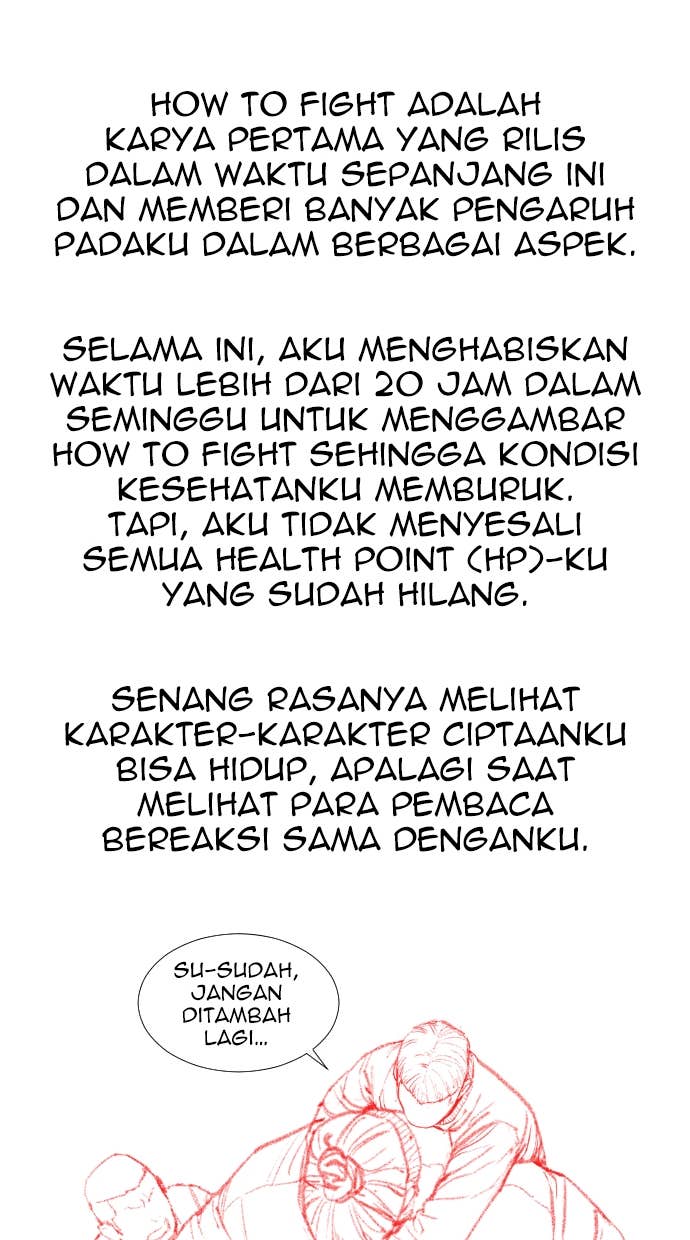 HOW TO FIGHT ADALAH
KARYA PERTAMA YANG RILIS
DALAM WAKTU SEPANJANG INI
DAN MEMBERI BANYAK PENGARUH
PADAKU DALAM BERBAGAI ASPEK.
SELAMA INI, AKU MENGHABISKAN
WAKTU LEBIH DARI 20 JAM DALAM
SEMINGGU UNTUK MENGGAMBAR
HOW TO FIGHT SEHINGGA KONDISI
KESEHATANKU MEMBURUK.
TAPI, AKU TIDAK MENYESALI
SEMUA HEALTH POINT (HP)-KU
YANG SUDAH HILANG.
SENANG RASANYA MELIHAT
KARAKTER-KARAKTER CIPTAANKU
BISA HIDUP, APALAGI SAAT
MELIHAT PARA PEMBACA
BEREAKSI SAMA DENGANKU.
SU-SUDAH,
JANGAN
DITAMBAH
LAGI...